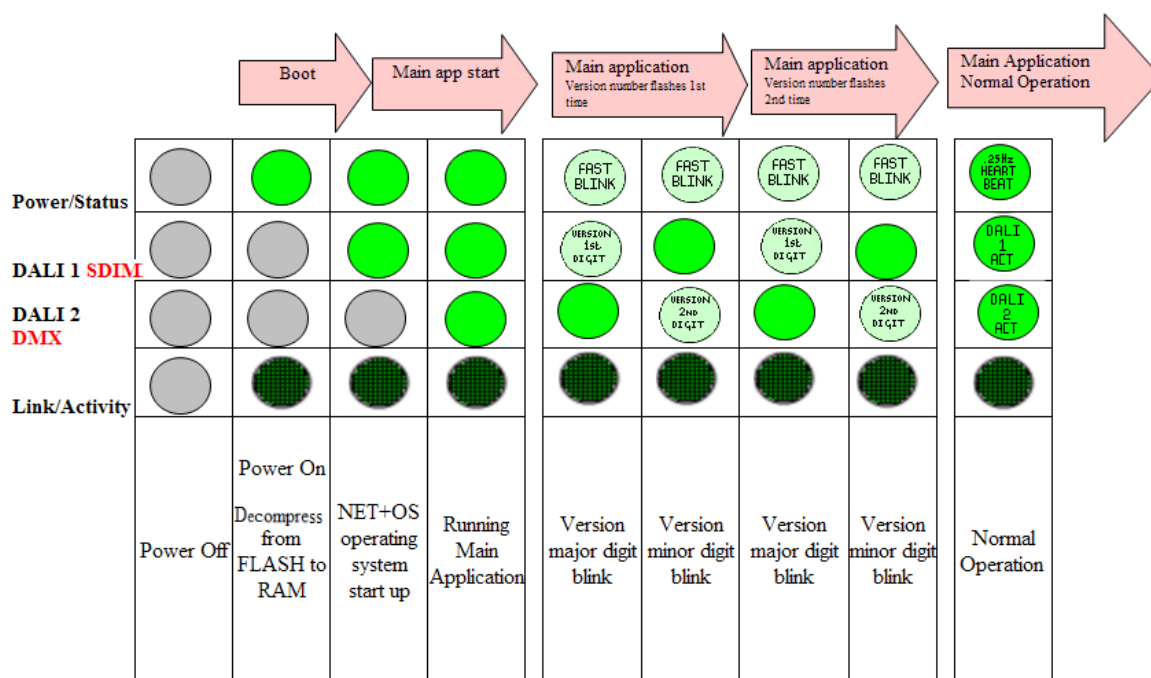 Boot
Main app start
Main application
Version number flashes 1st
time
Main application
Version number flashes
2nd time
Main Application
Normal Operation
Power/Status
FAST
BLINK
FAST
BLINK
FAST
BLINK
FAST
BLINK
.25Hz
HEART
BEAT
DALI 1 SDIM
VERSION
1st
DIGIT
VERSION
1st
DIGIT
DALI
1
ACT
DALI 2
DMX
VERSION
2ND
DIGIT
VERSION
2ND
DIGIT
DALI
2
ACT
Link/Activity
Power Off
Power On
Decompress
from
FLASH to
RAM
NET+OS
operating
system
start up
Running
Main
Application
Version
major digit
blink
Version
minor digit
blink
Version
major digit
blink
Version
minor digit
blink
Normal
Operation